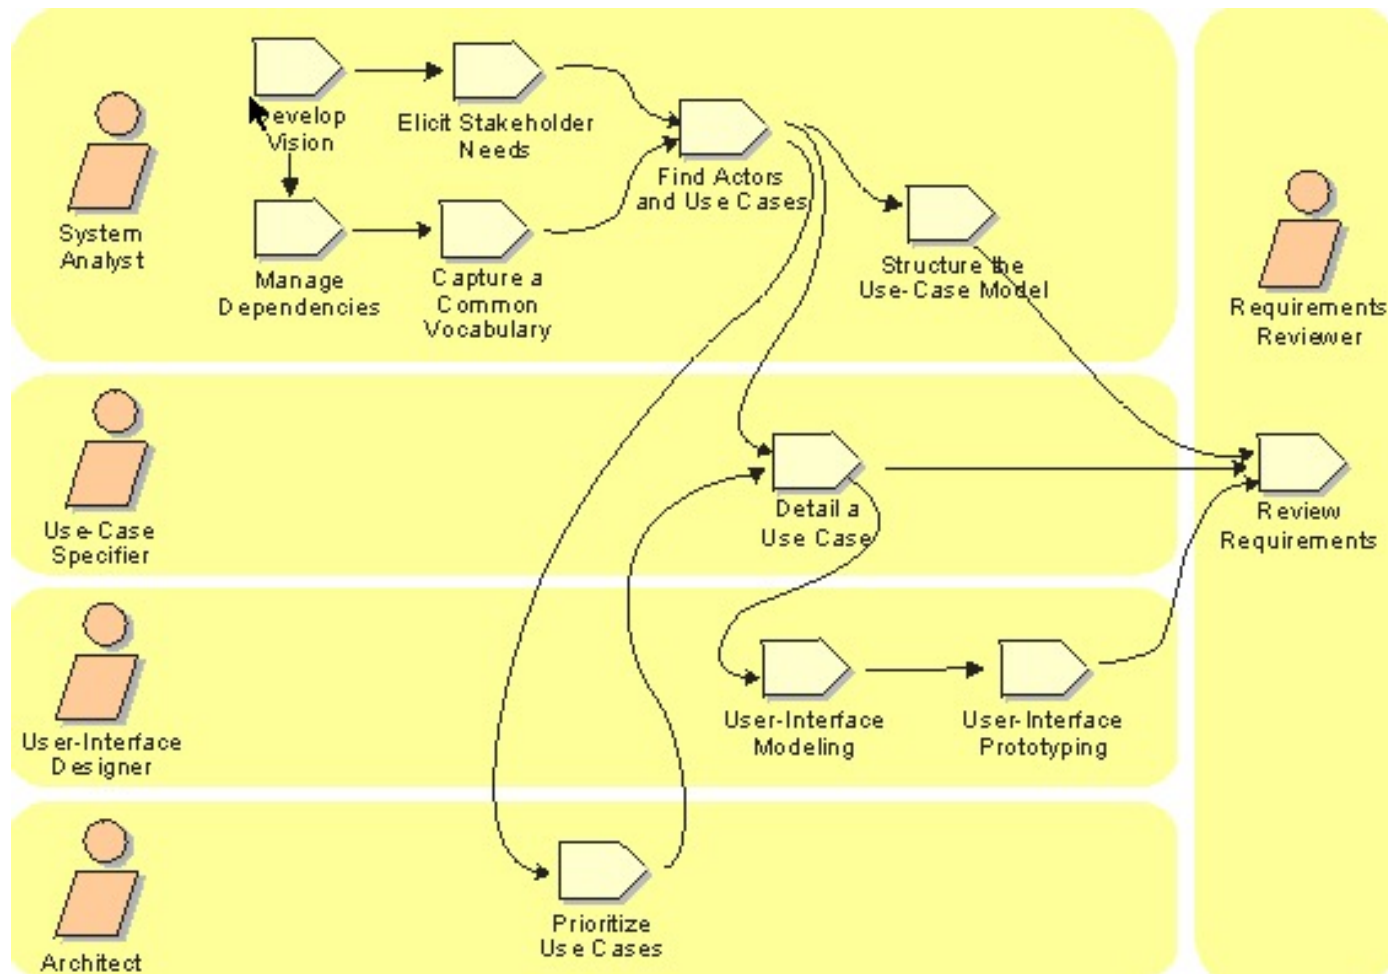 Develop
Vision
Elicit Stakeholder
Needs
Find Actors
and Use Cases
System
Analyst
Manage
Dependencies
Capture a
Common
Vocabulary
Structure the
Use-Case Model
Requirements
Reviewer
Use-Case
Specifier
Detail a
Use Case
Review
Requirements
User-Interface
Designer
User-Interface
Modeling
User-Interface
Prototyping
Prioritize
Use Cases
Architect